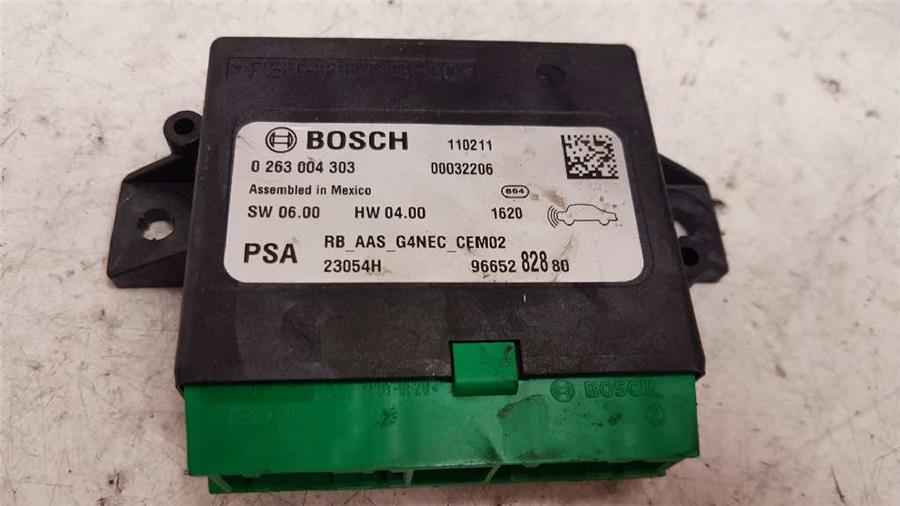 BOSCH 110211
0 263 004 303 00032206
Assembled in Mexico 864
SW 06.00 HW 04.00 1620
PSA RB_AAS_G4NEC_CEM02
23054H 96652 828 80
BOSCH